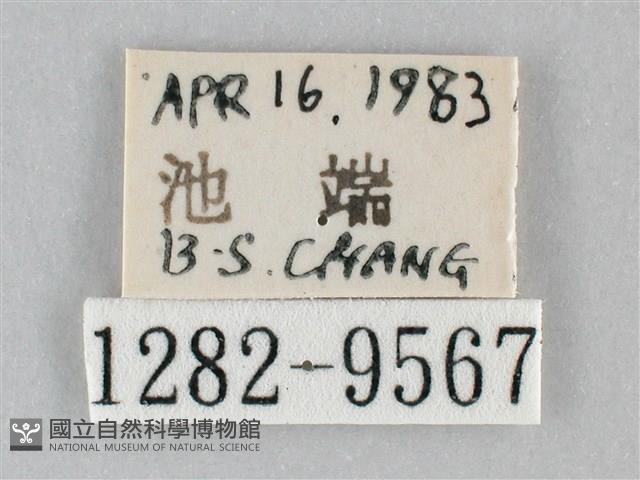 APR 16. 1983
池 端
B-S. CHANG
1282-9567
國立自然科學博物館
NATIONAL MUSEUM OF NATURAL SCIENCE